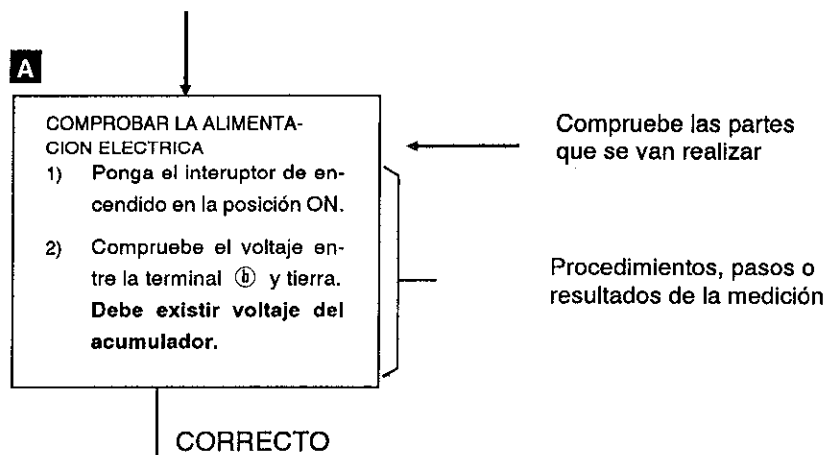 A
COMPROBAR LA ALIMENTA-
CION ELECTRICA
1) Ponga el interuptor de en-
cendido en la posición ON.
2) Compruebe el voltaje en-
tre la terminal ⓑ y tierra.
Debe existir voltaje del
acumulador.
CORRECTO
Compruebe las partes
que se van realizar
Procedimientos, pasos o
resultados de la medición